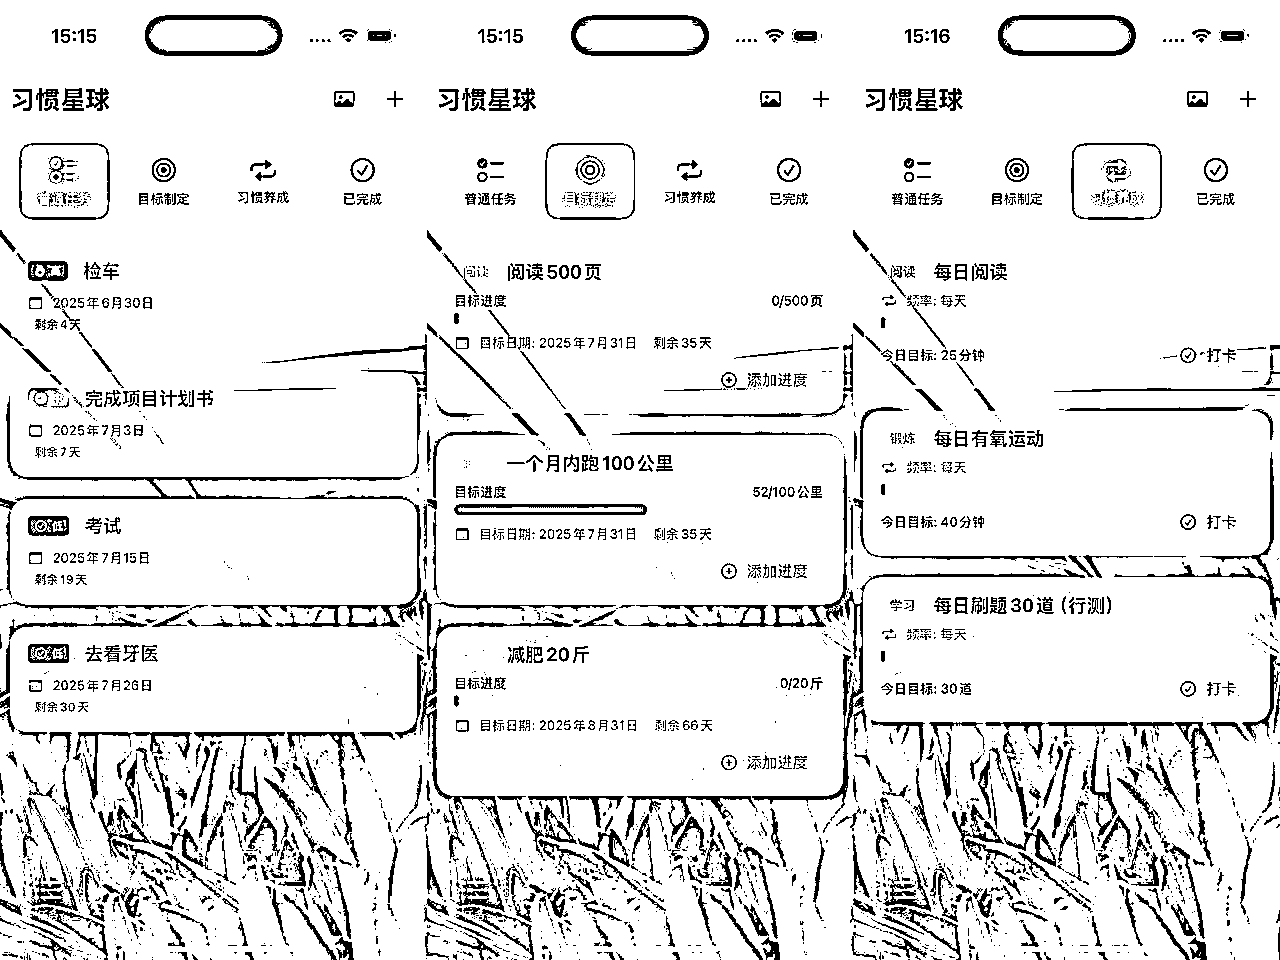 15:15
习惯星球
普通任务 目标制定 习惯养成 已完成
检车
2025年6月30日
剩余4天
完成项目计划书
2025年7月3日
剩余7天
考试
2025年7月15日
剩余19天
去看牙医
2025年7月26日
剩余30天
15:15
习惯星球
普通任务 目标制定 习惯养成 已完成
阅读 阅读500页
目标进度 0/500页
目标日期: 2025年7月31日 剩余35天
添加进度
一个月内跑100公里
目标进度 52/100公里
目标日期: 2025年7月31日 剩余35天
添加进度
减肥20斤
目标进度 0/20斤
目标日期: 2025年8月31日 剩余66天
添加进度
15:16
习惯星球
普通任务 目标制定 习惯养成 已完成
阅读 每日阅读
频率: 每天
今日目标: 25分钟 打卡
锻炼 每日有氧运动
频率: 每天
今日目标: 40分钟 打卡
学习 每日刷题30道（行测）
频率: 每天
今日目标: 30道 打卡